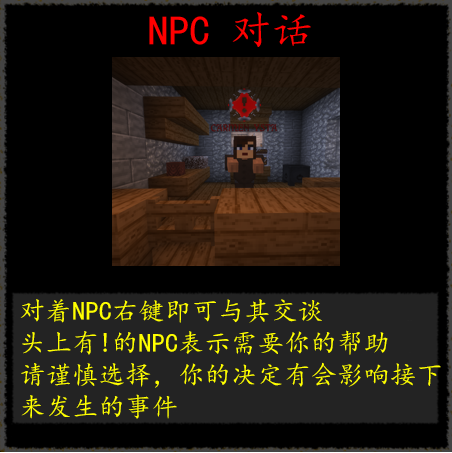 NPC 对话
对着NPC右键即可与其交谈
头上有!的NPC表示需要你的帮助
请谨慎选择，你的决定有会影响接下
来发生的事件